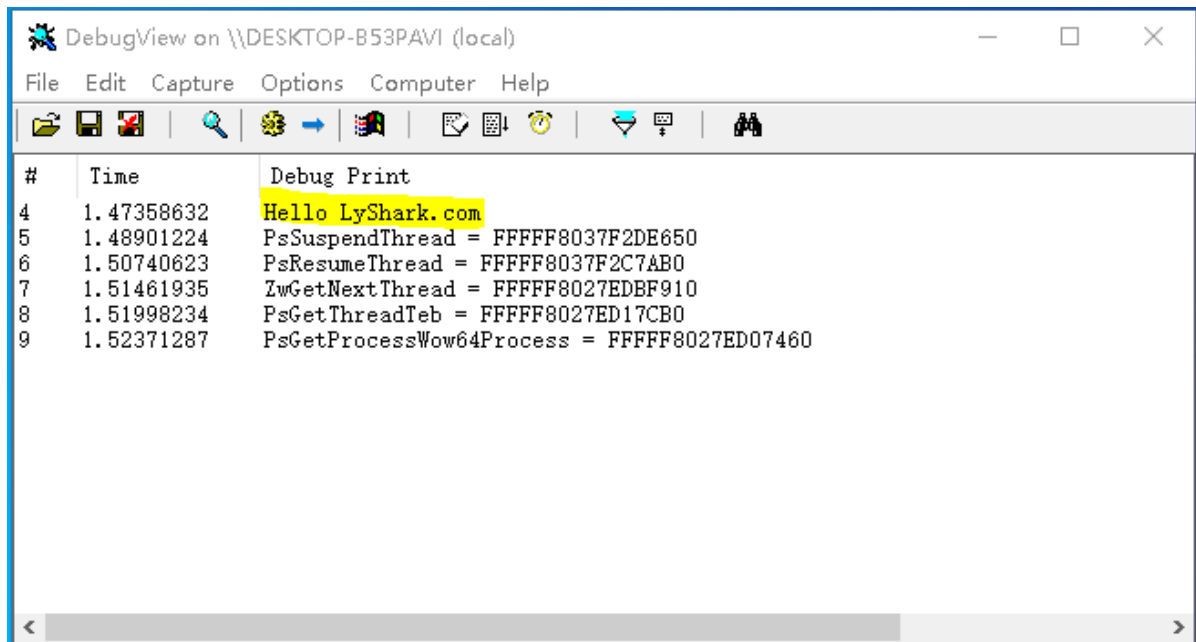 DebugView on \\DESKTOP-B53PAVI (local)
File Edit Capture Options Computer Help
# Time Debug Print
4 1.47358632 Hello LyShark.com
5 1.48901224 PsSuspendThread = FFFFF8037F2DE650
6 1.50740623 PsResumeThread = FFFFF8037F2C7AB0
7 1.51461935 ZwGetNextThread = FFFFF8027EDBF910
8 1.51998234 PsGetThreadTeb = FFFFF8027ED17CB0
9 1.52371287 PsGetProcessWow64Process = FFFFF8027ED07460